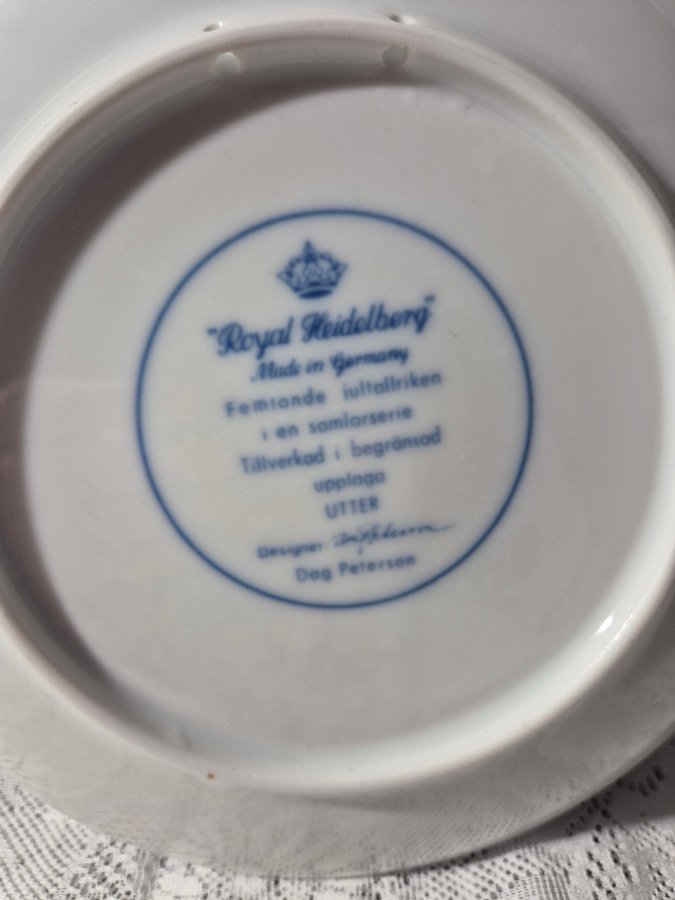 "Royal Heidelberg"
Made in Germany
Femtonde jultallriken
i en samlarserie
Tillverkad i begränsad
upplaga
UTTER
Designer
Dag Peterson